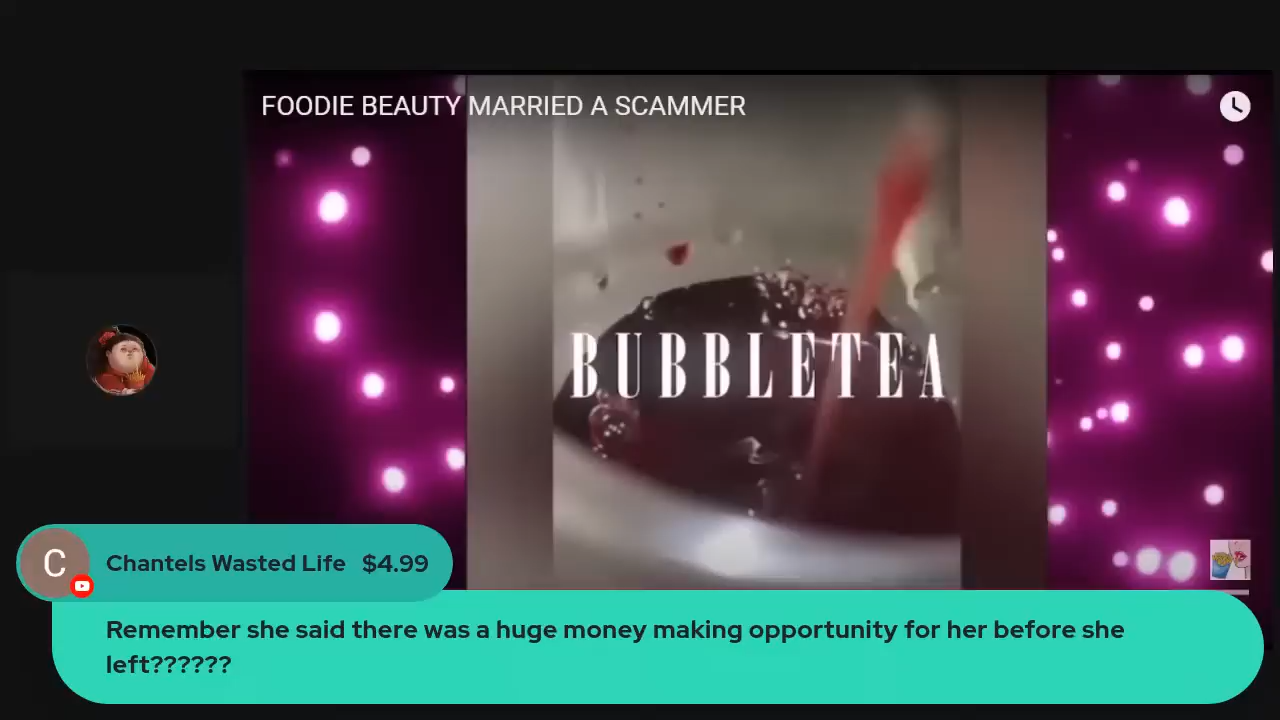 FOODIE BEAUTY MARRIED A SCAMMER
BUBBLETEA
C
Chantels Wasted Life $4.99
Remember she said there was a huge money making opportunity for her before she
left??????